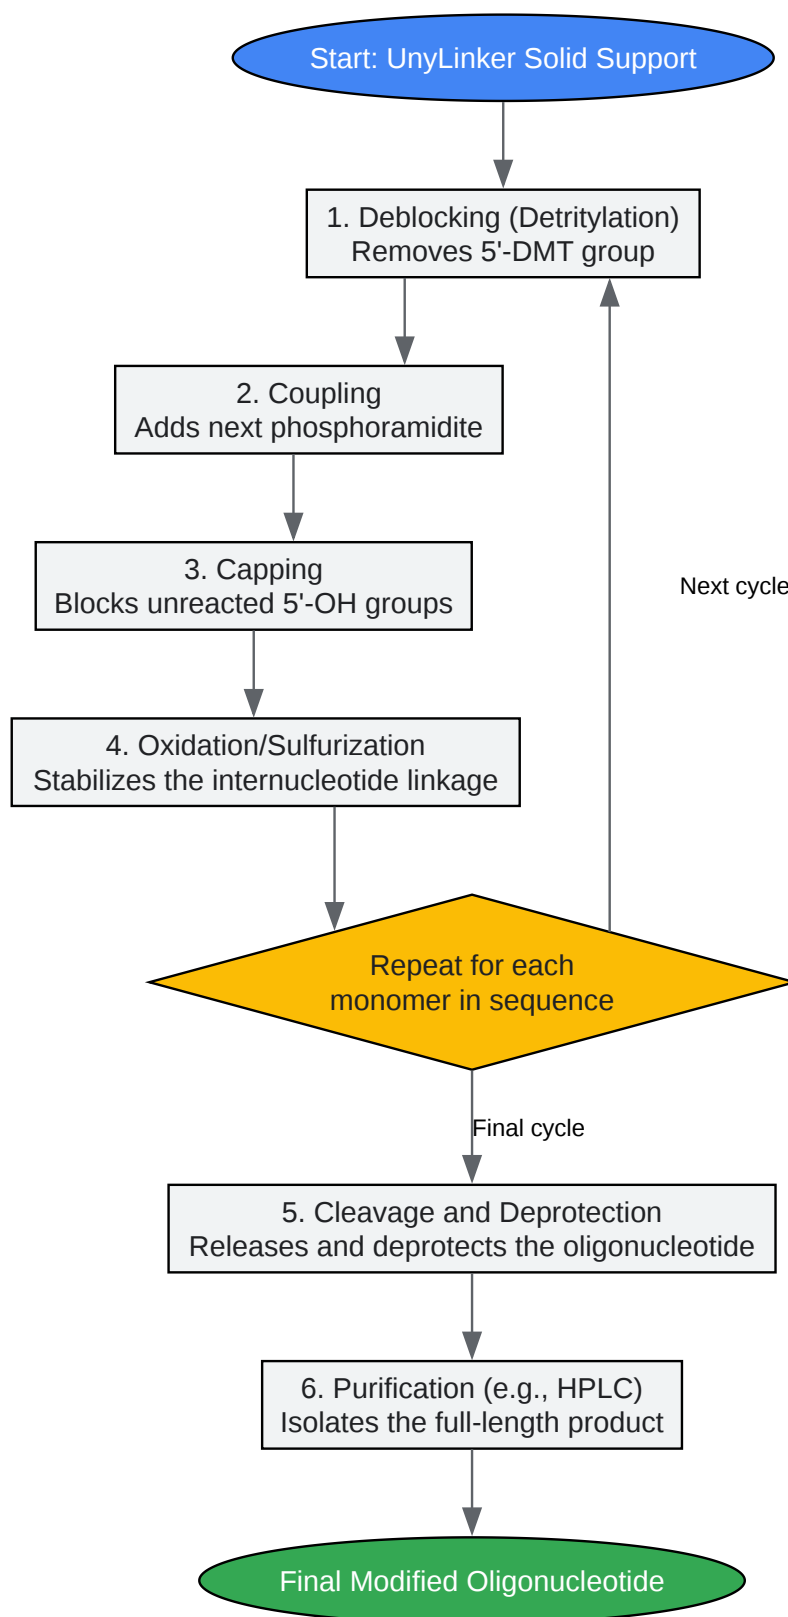 Start: UnyLinker Solid Support
1. Deblocking (Detritylation)
Removes 5'-DMT group
2. Coupling
Adds next phosphoramidite
3. Capping
Blocks unreacted 5'-OH groups
Next cycle
4. Oxidation/Sulfurization
Stabilizes the internucleotide linkage
Repeat for each
monomer in sequence
Final cycle
5. Cleavage and Deprotection
Releases and deprotects the oligonucleotide
6. Purification (e.g., HPLC)
Isolates the full-length product
Final Modified Oligonucleotide